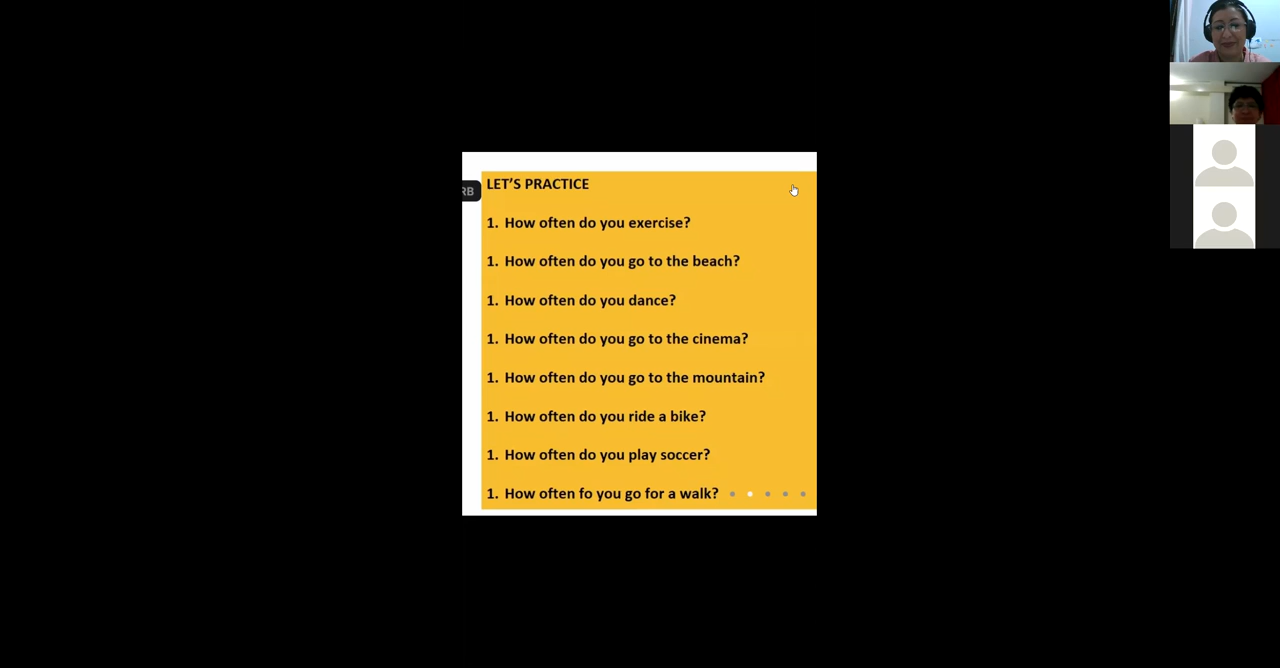 RB
LET'S PRACTICE
1. How often do you exercise?
1. How often do you go to the beach?
1. How often do you dance?
1. How often do you go to the cinema?
1. How often do you go to the mountain?
1. How often do you ride a bike?
1. How often do you play soccer?
1. How often fo you go for a walk?